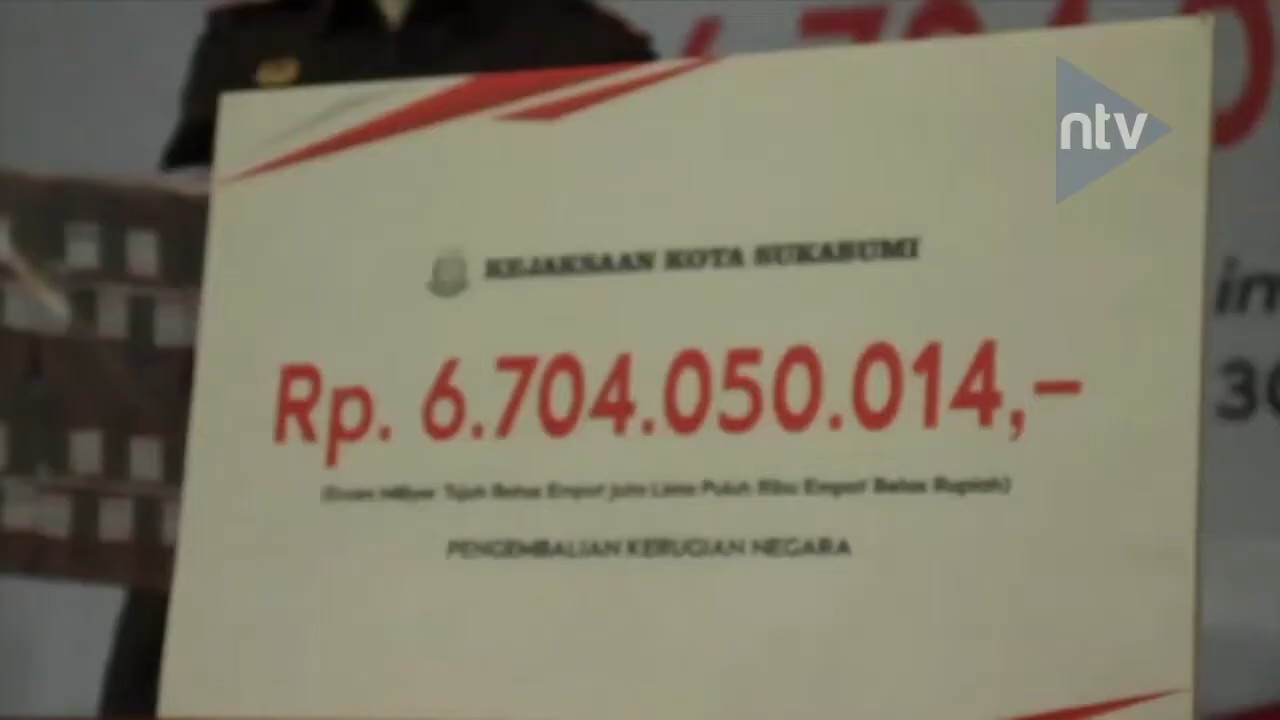 ntv
KEJAKSAAN KOTA SUKABUMI
Rp. 6.704.050.014,-
(Enam Milyar Tujuh Ratus Empat Juta Lima Puluh Ribu Empat Belas Rupiah)
PENGEMBALIAN KERUGIAN NEGARA